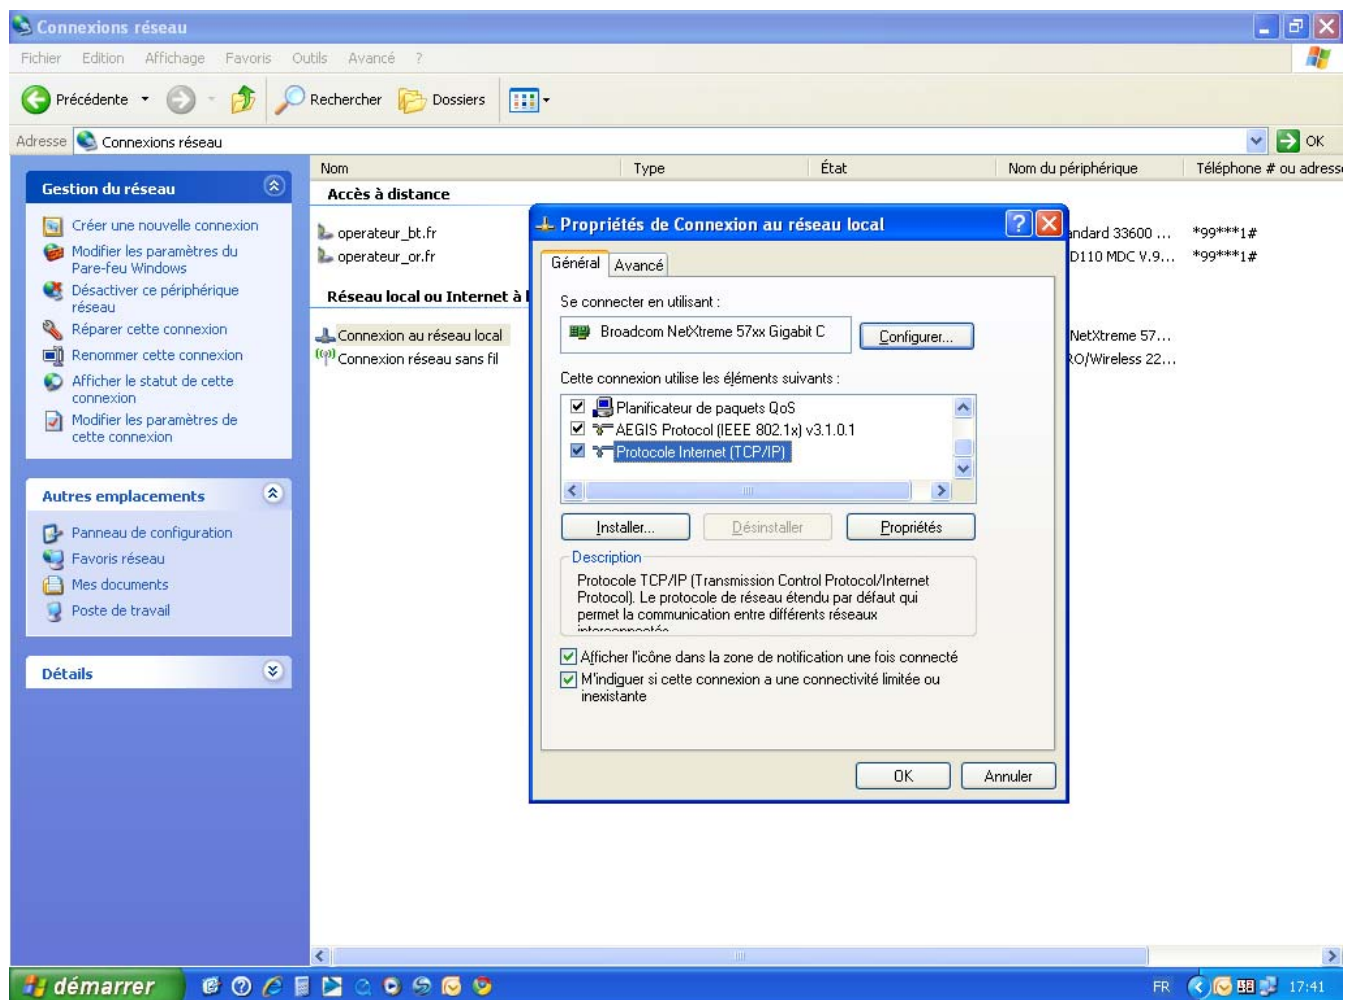 Connexions réseau
Fichier Edition Affichage Favoris Outils Avancé ?
Précédente Rechercher Dossiers
Adresse Connexions réseau OK
Nom Type État Nom du périphérique Téléphone # ou adresse
Gestion du réseau
Créer une nouvelle connexion
Modifier les paramètres du
Pare-feu Windows
Désactiver ce périphérique
réseau
Réparer cette connexion
Renommer cette connexion
Afficher le statut de cette
connexion
Modifier les paramètres de
cette connexion
Autres emplacements
Panneau de configuration
Favoris réseau
Mes documents
Poste de travail
Détails
Accès à distance
operateur_bt.fr andard 33600 ... *99***1#
operateur_or.fr D110 MDC V.9... *99***1#
Réseau local ou Internet à
Connexion au réseau local NetXtreme 57...
Connexion réseau sans fil RO/Wireless 22...
Propriétés de Connexion au réseau local
Général Avancé
Se connecter en utilisant :
Broadcom NetXtreme 57xx Gigabit C Configurer...
Cette connexion utilise les éléments suivants :
Planificateur de paquets QoS
AEGIS Protocol (IEEE 802.1x) v3.1.0.1
Protocole Internet (TCP/IP)
Installer... Désinstaller Propriétés
Description
Protocole TCP/IP (Transmission Control Protocol/Internet
Protocol). Le protocole de réseau étendu par défaut qui
permet la communication entre différents réseaux
Afficher l'icône dans la zone de notification une fois connecté
M'indiquer si cette connexion a une connectivité limitée ou
inexistante
OK Annuler
démarrer FR 17:41